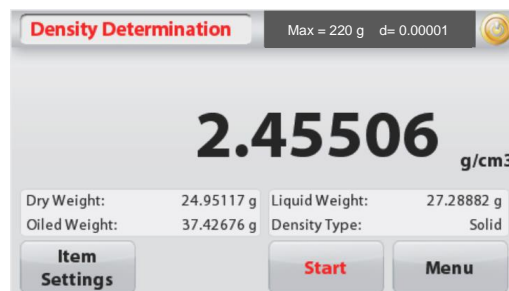 Density Determination Max = 220 g d= 0.00001
2.45506 g/cm3
Dry Weight: 24.95117 g Liquid Weight: 27.28882 g
Oiled Weight: 37.42676 g Density Type: Solid
Item Settings Start Menu